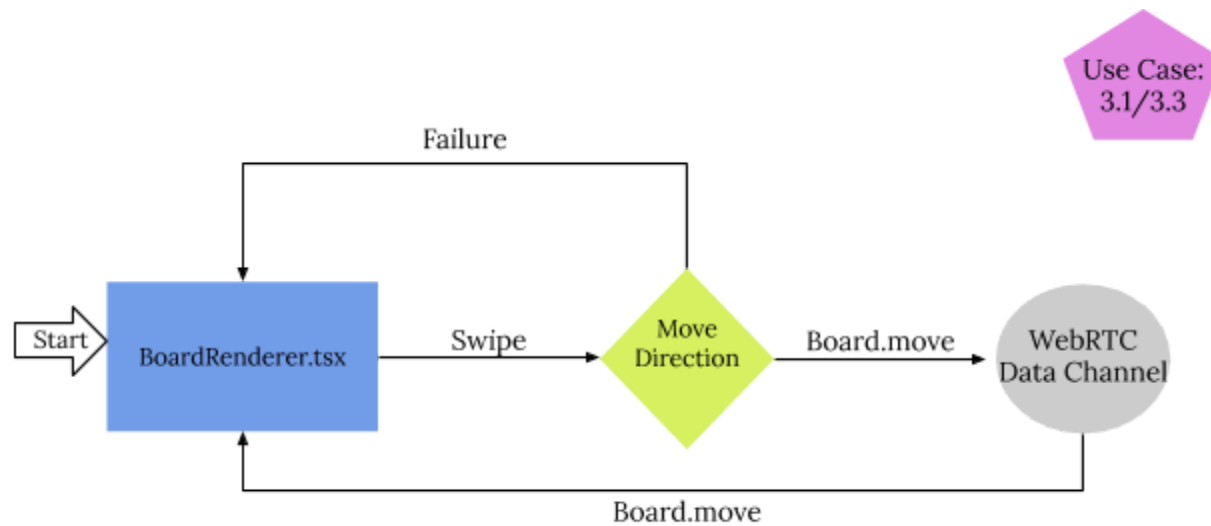 Use Case:
3.1/3.3
Failure
Start
BoardRenderer.tsx
Swipe
Move
Direction
Board.move
WebRTC
Data Channel
Board.move